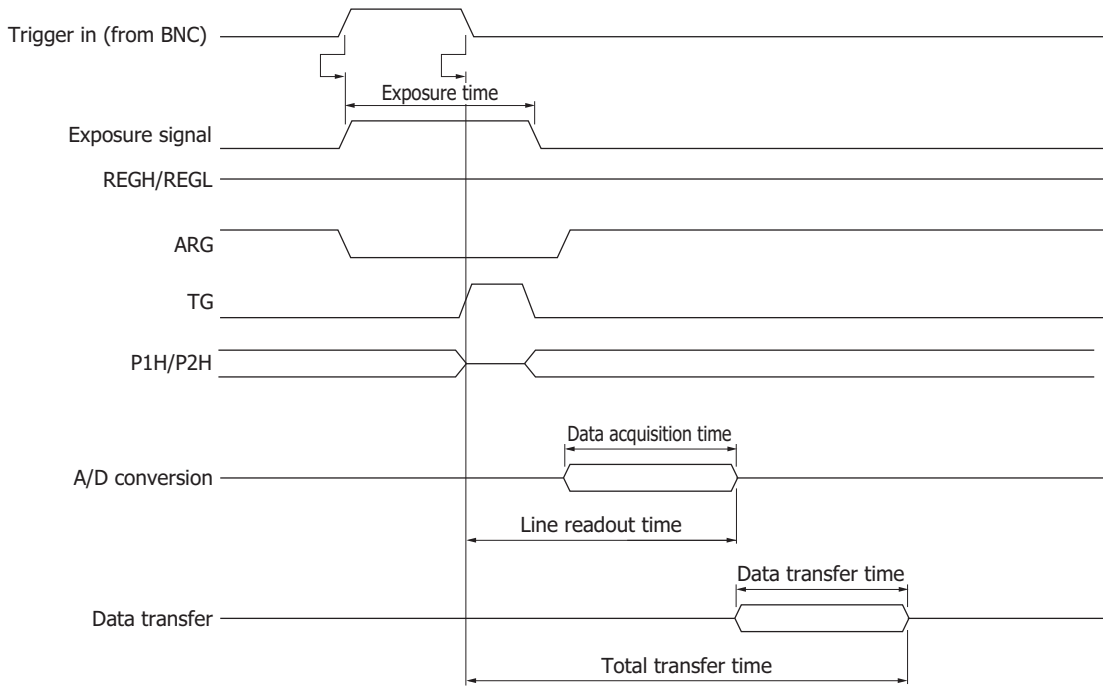 Trigger in (from BNC)
Exposure time
Exposure signal
REGH/REGL
ARG
TG
P1H/P2H
Data acquisition time
A/D conversion
Line readout time
Data transfer time
Data transfer
Total transfer time